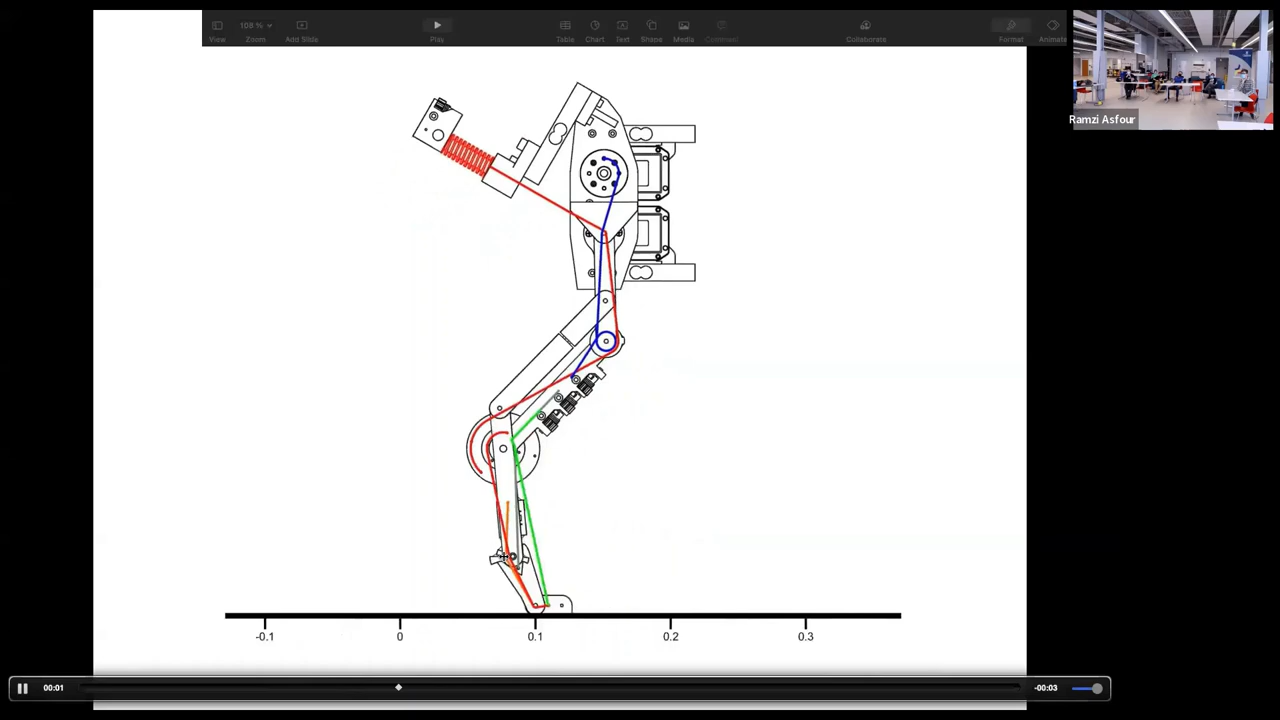 108 %
View
Zoom
Add Slide
Play
Table
Chart
Text
Shape
Media
Comment
Collaborate
Format
Animate
Ramzi Asfour
-0.1
0
0.1
0.2
0.3
00:01
-00:03